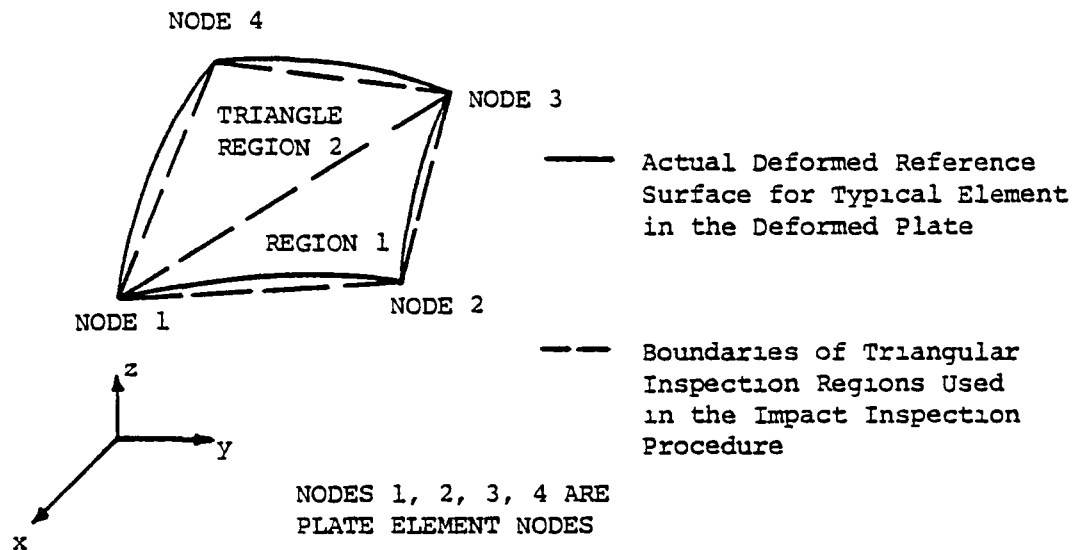 NODE 4
NODE 3
TRIANGLE
REGION 2
REGION 1
NODE 2
NODE 1
Actual Deformed Reference
Surface for Typical Element
in the Deformed Plate
Boundaries of Triangular
Inspection Regions Used
in the Impact Inspection
Procedure
z
y
x
NODES 1, 2, 3, 4 ARE
PLATE ELEMENT NODES